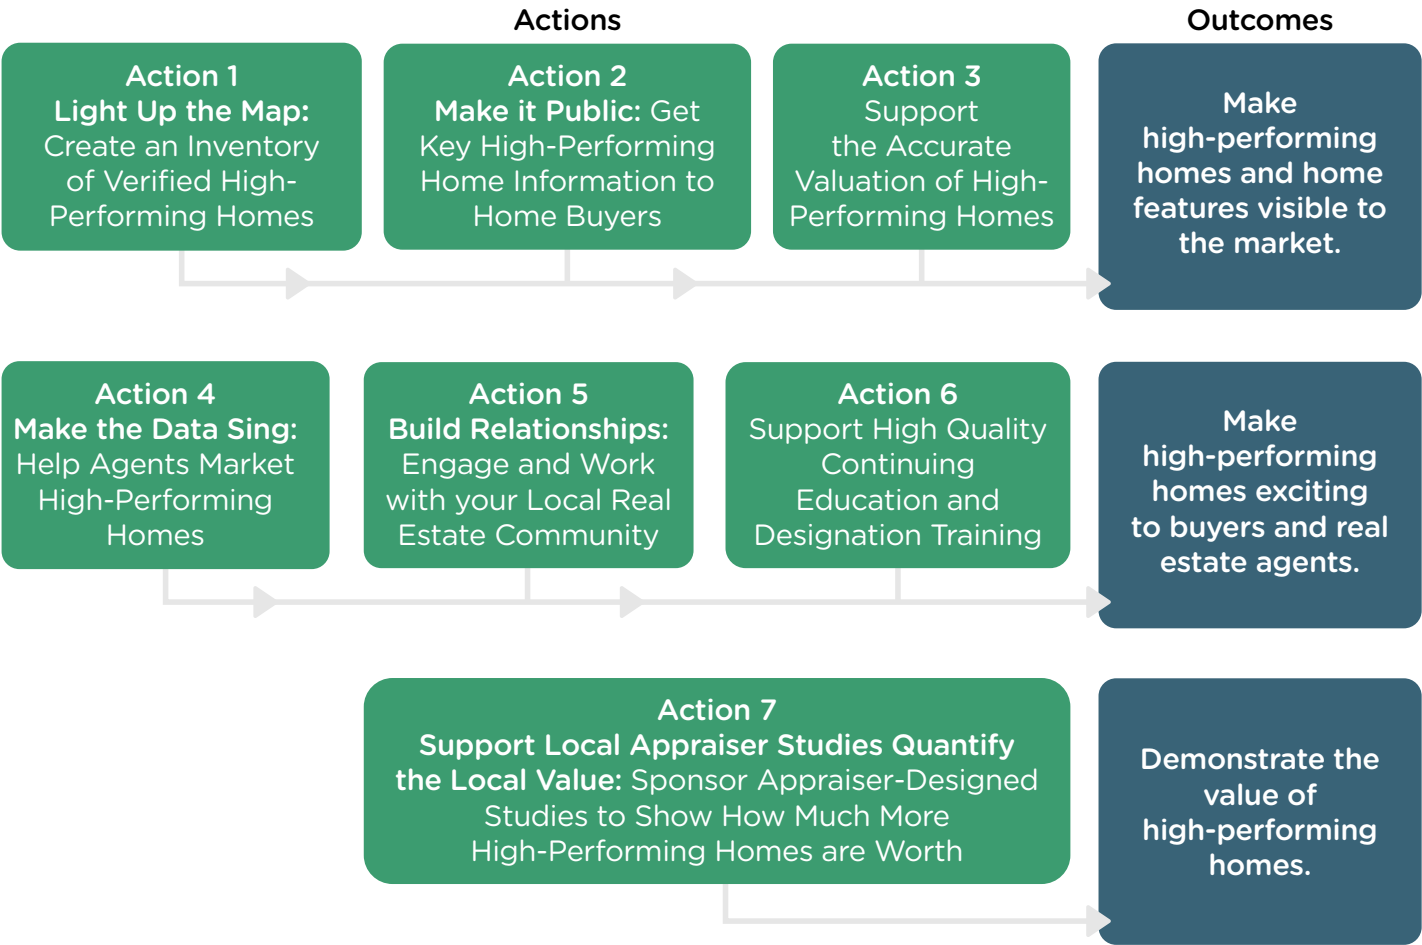 Actions
Outcomes
Action 1
Light Up the Map:
Create an Inventory
of Verified High-
Performing Homes
Action 2
Make it Public: Get
Key High-Performing
Home Information to
Home Buyers
Action 3
Support
the Accurate
Valuation of High-
Performing Homes
Make
high-performing
homes and home
features visible to
the market.
Action 4
Make the Data Sing:
Help Agents Market
High-Performing
Homes
Action 5
Build Relationships:
Engage and Work
with your Local Real
Estate Community
Action 6
Support High Quality
Continuing
Education and
Designation Training
Make
high-performing
homes exciting
to buyers and real
estate agents.
Action 7
Support Local Appraiser Studies Quantify
the Local Value: Sponsor Appraiser-Designed
Studies to Show How Much More
High-Performing Homes are Worth
Demonstrate the
value of
high-performing
homes.